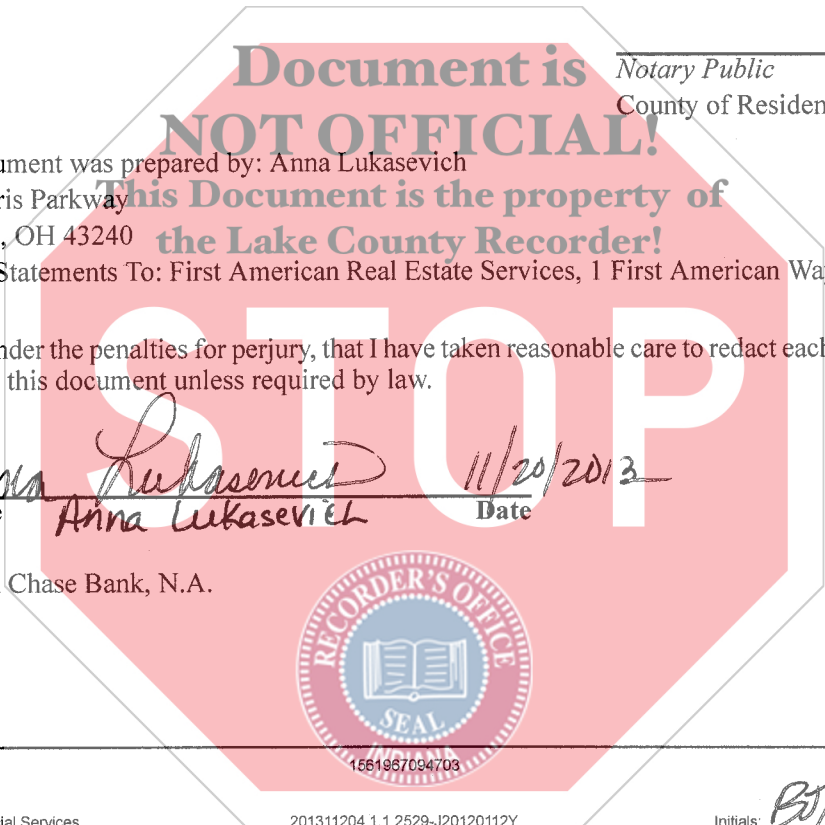 Document is
Notary Public
County of Residen
NOT OFFICIAL!
ument was prepared by: Anna Lukasevich
ris Parkway
This Document is the property of
, OH 43240
the Lake County Recorder!
Statements To: First American Real Estate Services, 1 First American Wa
STOP
nder the penalties for perjury, that I have taken reasonable care to redact each
this document unless required by law.
Lukasevich 11/20/2013
Anna Lukasevich Date
Chase Bank, N.A.
RECORDER'S OFFICE
SEAL
INDIANA
1561967094703
ial Services 201311204.1.1.2529-J20120112Y Initials: